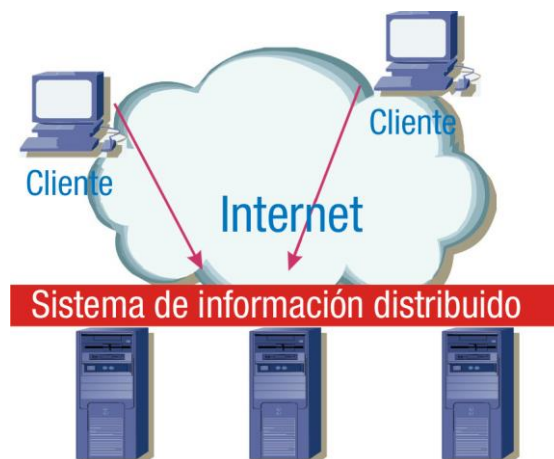 Cliente
Cliente
Internet
Sistema de información distribuido